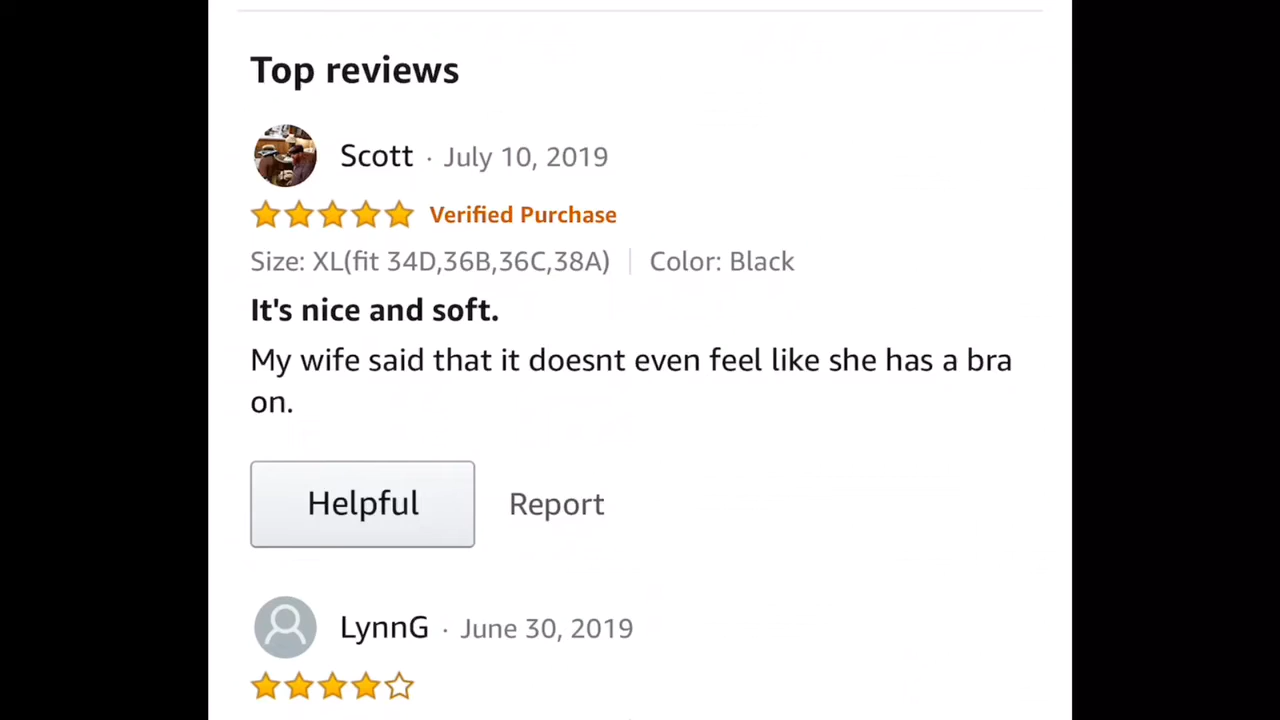 Top reviews
Scott · July 10, 2019
Verified Purchase
Size: XL(fit 34D,36B,36C,38A) | Color: Black
It's nice and soft.
My wife said that it doesnt even feel like she has a bra
on.
Helpful Report
LynnG · June 30, 2019